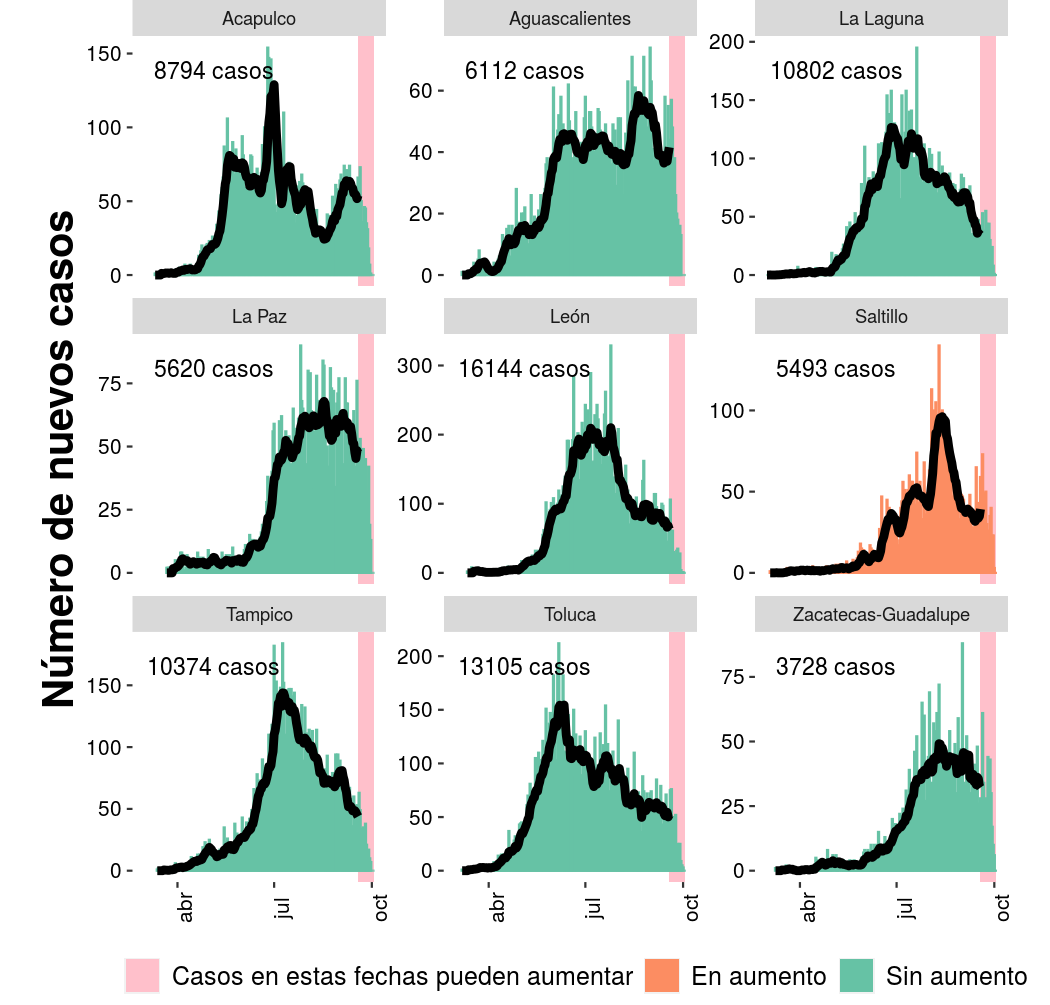 Número de nuevos casos
Acapulco
8794 casos
150
100
50
0
Aguascalientes
6112 casos
60
40
20
0
La Laguna
10802 casos
200
150
100
50
0
La Paz
5620 casos
75
50
25
0
León
16144 casos
300
200
100
0
Saltillo
5493 casos
100
50
0
Tampico
10374 casos
150
100
50
0
abr
jul
oct
Toluca
13105 casos
200
150
100
50
0
abr
jul
oct
Zacatecas-Guadalupe
3728 casos
75
50
25
0
abr
jul
oct
Casos en estas fechas pueden aumentar
En aumento
Sin aumento